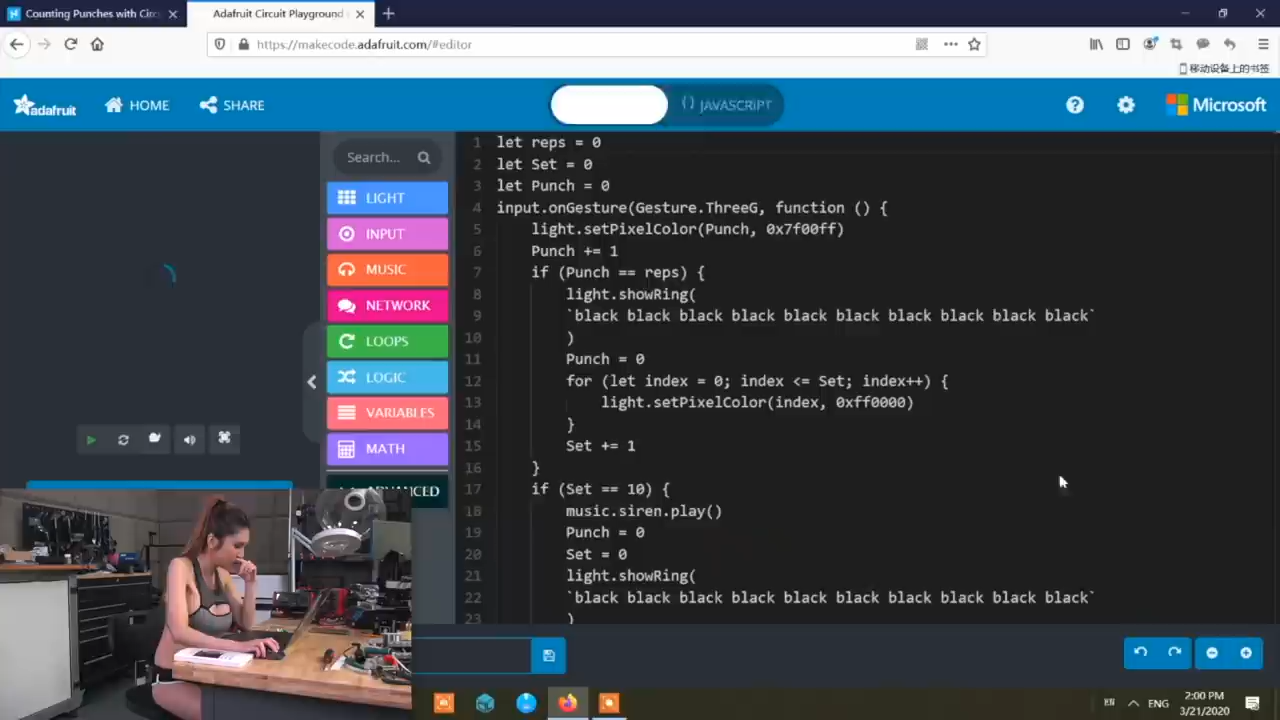 Counting Punches with Circ
Adafruit Circuit Playground
https://makecode.adafruit.com/#editor
移动设备上的书签
adafruit
HOME
SHARE
JAVASCRIPT
Microsoft
Search...
LIGHT
INPUT
MUSIC
NETWORK
LOOPS
LOGIC
VARIABLES
MATH
ADVANCED
1 let reps = 0
2 let Set = 0
3 let Punch = 0
4 input.onGesture(Gesture.ThreeG, function () {
5 light.setPixelColor(Punch, 0x7f00ff)
6 Punch += 1
7 if (Punch == reps) {
8 light.showRing(
9 `black black black black black black black black black black`
10 )
11 Punch = 0
12 for (let index = 0; index <= Set; index++) {
13 light.setPixelColor(index, 0xff0000)
14 }
15 Set += 1
16 }
17 if (Set == 10) {
18 music.siren.play()
19 Punch = 0
20 Set = 0
21 light.showRing(
22 `black black black black black black black black black black`
23 )
ENG
2:00 PM
3/21/2020